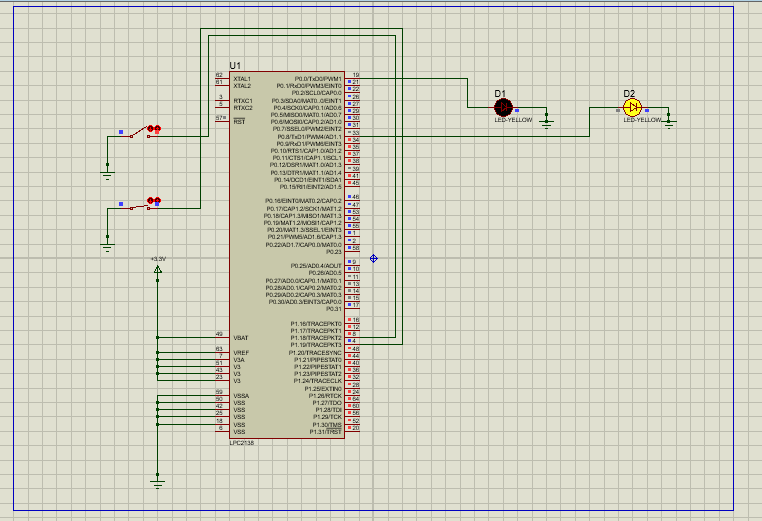 U1
62 XTAL1
61 XTAL2
3 RTXC1
5 RTXC2
57 RST
49 VBAT
63 VREF
7 V3A
51 V3
43 V3
23 V3
59 VSSA
50 VSS
42 VSS
25 VSS
18 VSS
6 VSS
P0.0/TxD0/PWM1 19
P0.1/RxD0/PWM3/EINT0 21
P0.2/SCL0/CAP0.0 22
P0.3/SDA0/MAT0.0/EINT1 26
P0.4/SCK0/CAP0.1/AD0.6 27
P0.5/MISO0/MAT0.1/AD0.7 29
P0.6/MOSI0/CAP0.2/AD1.0 30
P0.7/SSEL0/PWM2/EINT2 31
P0.8/TxD1/PWM4/AD1.1 33
P0.9/RxD1/PWM6/EINT3 34
P0.10/RTS1/CAP1.0/AD1.2 35
P0.11/CTS1/CAP1.1/SCL1 37
P0.12/DSR1/MAT1.0/AD1.3 38
P0.13/DTR1/MAT1.1/AD1.4 39
P0.14/DCD1/EINT1/SDA1 41
P0.15/RI1/EINT2/AD1.5 45
P0.16/EINT0/MAT0.2/CAP0.2 46
P0.17/CAP1.2/SCK1/MAT1.2 47
P0.18/CAP1.3/MISO1/MAT1.3 53
P0.19/MAT1.2/MOSI1/CAP1.2 54
P0.20/MAT1.3/SSEL1/EINT3 55
P0.21/PWM5/AD1.6/CAP1.3 1
P0.22/AD1.7/CAP0.0/MAT0.0 2
P0.23 58
P0.25/AD0.4/AOUT 9
P0.26/AD0.5 10
P0.27/AD0.0/CAP0.1/MAT0.1 11
P0.28/AD0.1/CAP0.2/MAT0.2 13
P0.29/AD0.2/CAP0.3/MAT0.3 14
P0.30/AD0.3/EINT3/CAP0.0 15
P0.31 17
P1.16/TRACEPKT0 16
P1.17/TRACEPKT1 12
P1.18/TRACEPKT2 8
P1.19/TRACEPKT3 4
P1.20/TRACESYNC 48
P1.21/PIPESTAT0 44
P1.22/PIPESTAT1 40
P1.23/PIPESTAT2 36
P1.24/TRACECLK 32
P1.25/EXTIN0 28
P1.26/RTCK 24
P1.27/TDO 64
P1.28/TDI 60
P1.29/TCK 56
P1.30/TMS 52
P1.31/TRST 20
LPC2138
+3.3V
D1
LED-YELLOW
D2
LED-YELLOW